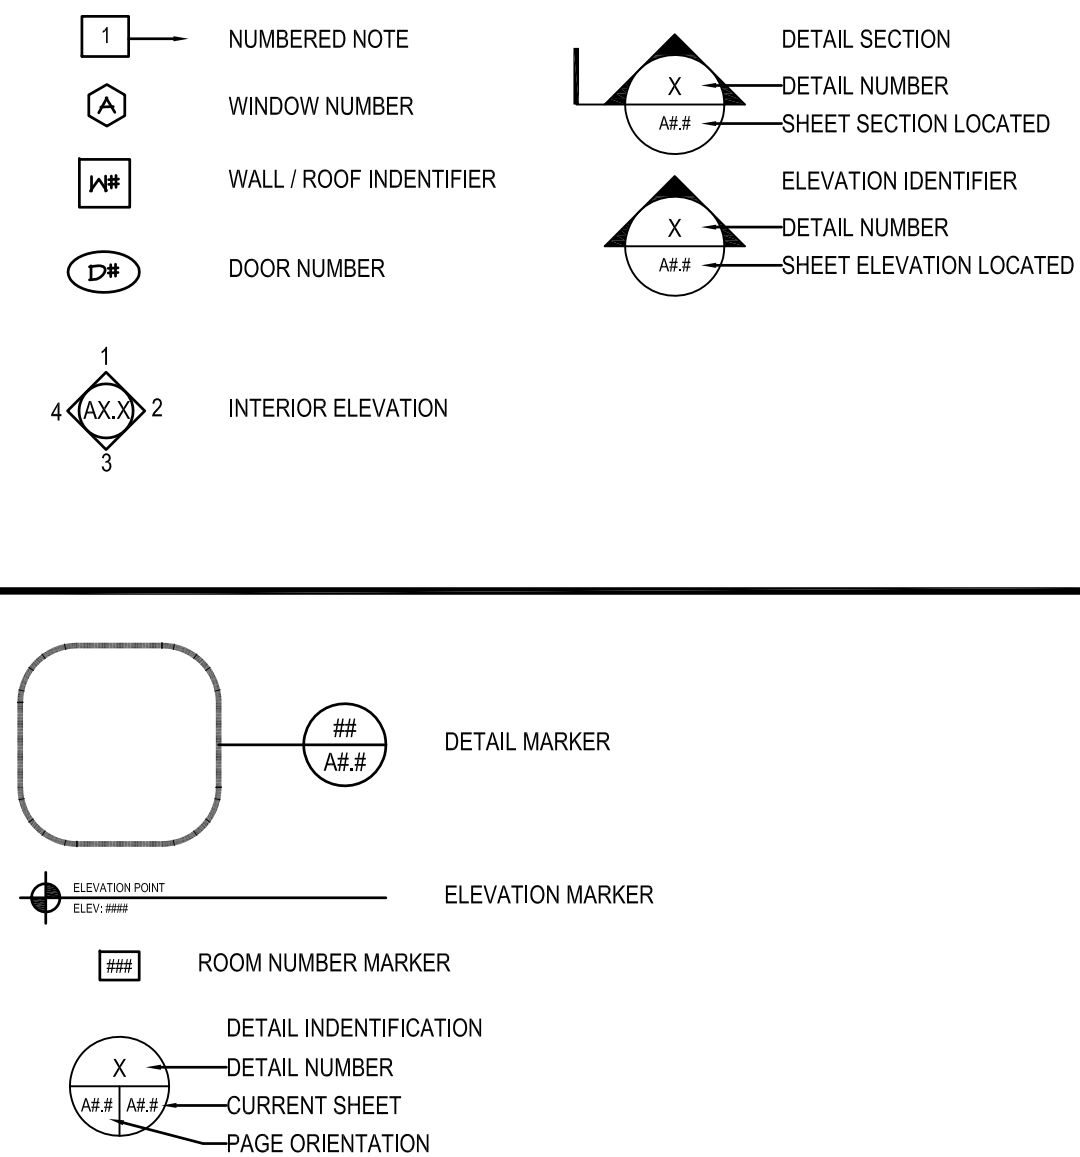 1 NUMBERED NOTE
A WINDOW NUMBER
W# WALL / ROOF INDENTIFIER
D# DOOR NUMBER
1
4 AX.X 2 INTERIOR ELEVATION
3
DETAIL SECTION
X DETAIL NUMBER
A#.# SHEET SECTION LOCATED
ELEVATION IDENTIFIER
X DETAIL NUMBER
A#.# SHEET ELEVATION LOCATED
##
A#.#
DETAIL MARKER
ELEVATION POINT
ELEV: ####
ELEVATION MARKER
### ROOM NUMBER MARKER
DETAIL INDENTIFICATION
X DETAIL NUMBER
A#.# A#.# CURRENT SHEET
PAGE ORIENTATION